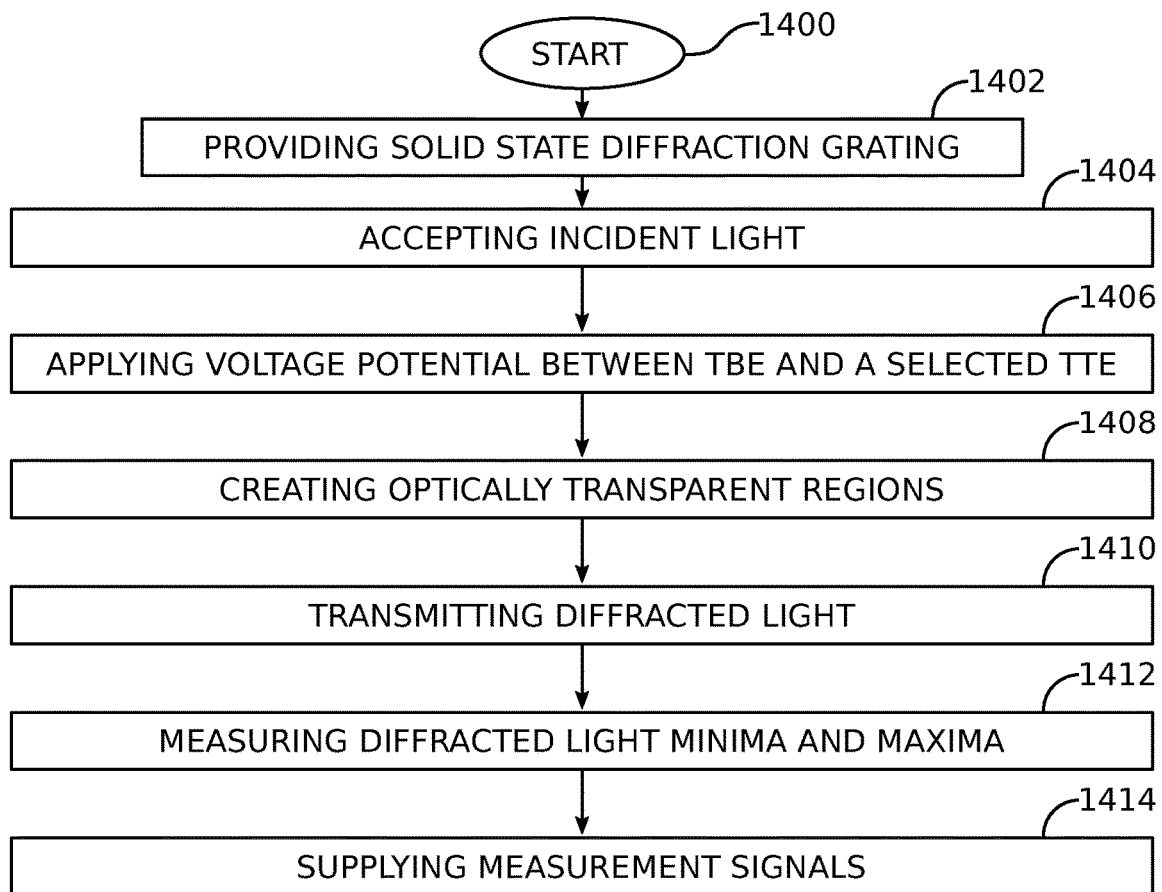 1400
START
1402
PROVIDING SOLID STATE DIFFRACTION GRATING
1404
ACCEPTING INCIDENT LIGHT
1406
APPLYING VOLTAGE POTENTIAL BETWEEN TBE AND A SELECTED TTE
1408
CREATING OPTICALLY TRANSPARENT REGIONS
1410
TRANSMITTING DIFFRACTED LIGHT
1412
MEASURING DIFFRACTED LIGHT MINIMA AND MAXIMA
1414
SUPPLYING MEASUREMENT SIGNALS